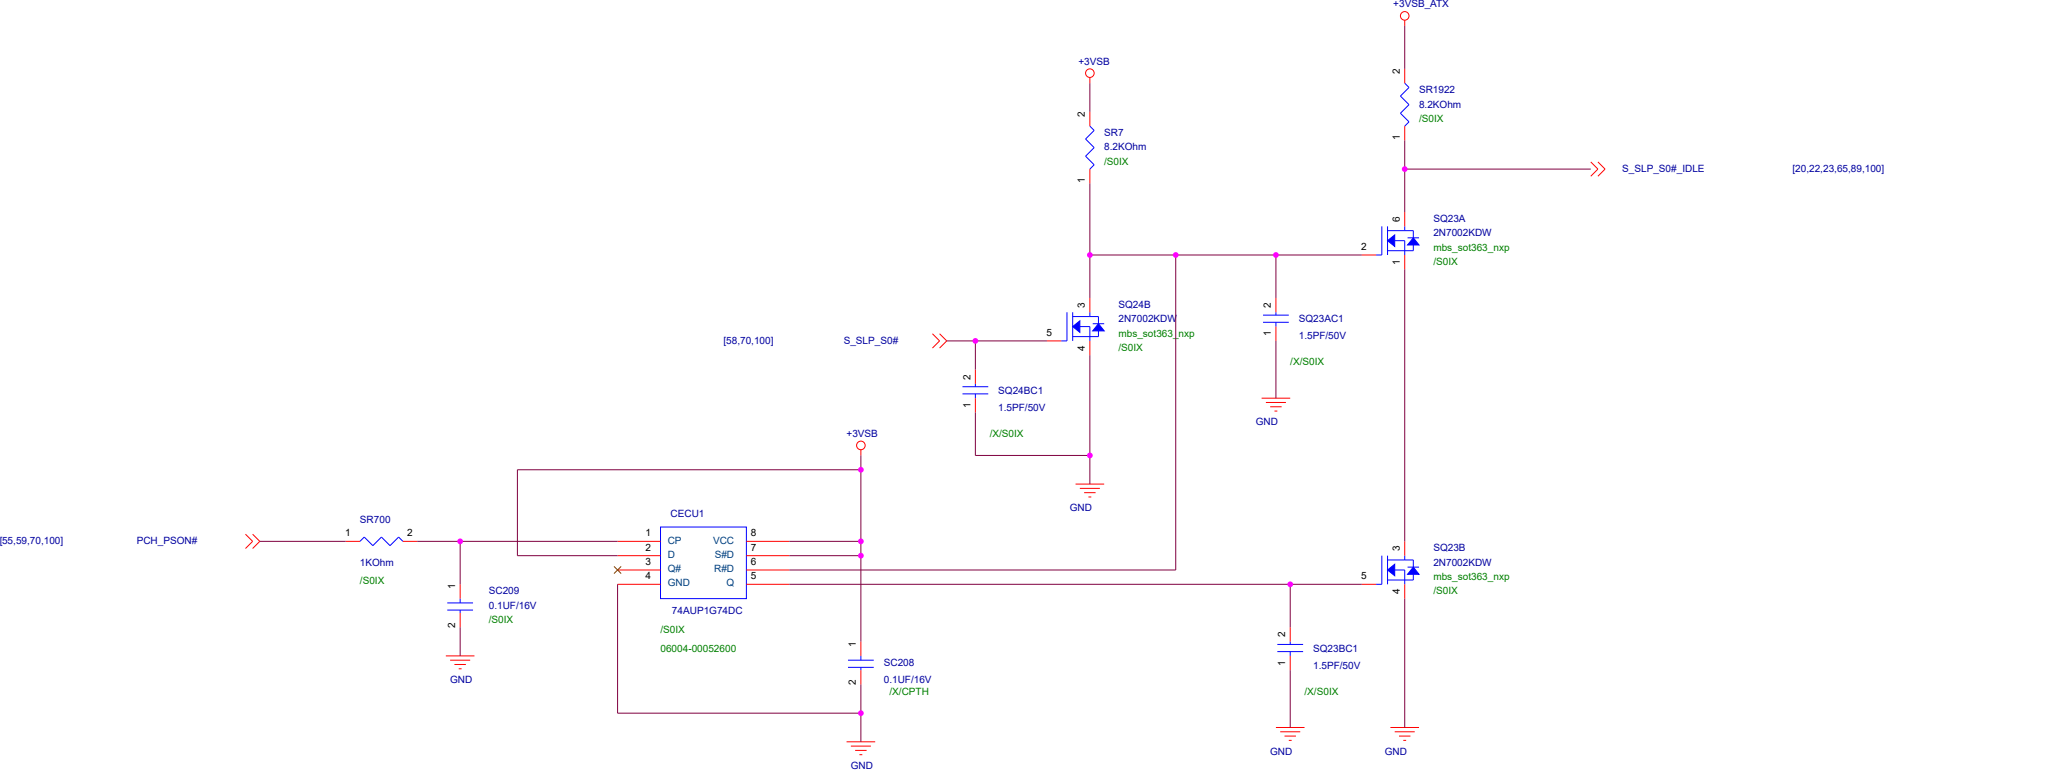 +3VSB_ATX
2
SR1922
8.2KOhm
/S0IX
1
S_SLP_S0#_IDLE
[20,22,23,65,89,100]
+3VSB
2
SR7
8.2KOhm
/S0IX
1
6
SQ23A
2N7002KDW
mbs_sot363_nxp
/S0IX
2
1
3
SQ24B
2N7002KDW
mbs_sot363_nxp
/S0IX
5
4
[58,70,100]
S_SLP_S0#
2
SQ23AC1
1.5PF/50V
1
/X/S0IX
GND
2
SQ24BC1
1.5PF/50V
1
/X/S0IX
GND
+3VSB
[55,59,70,100]
PCH_PSON#
SR700
1
2
1KOhm
/S0IX
1
SC209
0.1UF/16V
/S0IX
2
GND
CECU1
1
CP
VCC
8
2
D
S#D
7
3
Q#
R#D
6
4
GND
Q
5
74AUP1G74DC
/S0IX
06004-00052600
1
SC208
0.1UF/16V
/X/CPTH
2
GND
3
SQ23B
2N7002KDW
mbs_sot363_nxp
/S0IX
5
4
2
SQ23BC1
1.5PF/50V
1
/X/S0IX
GND
GND